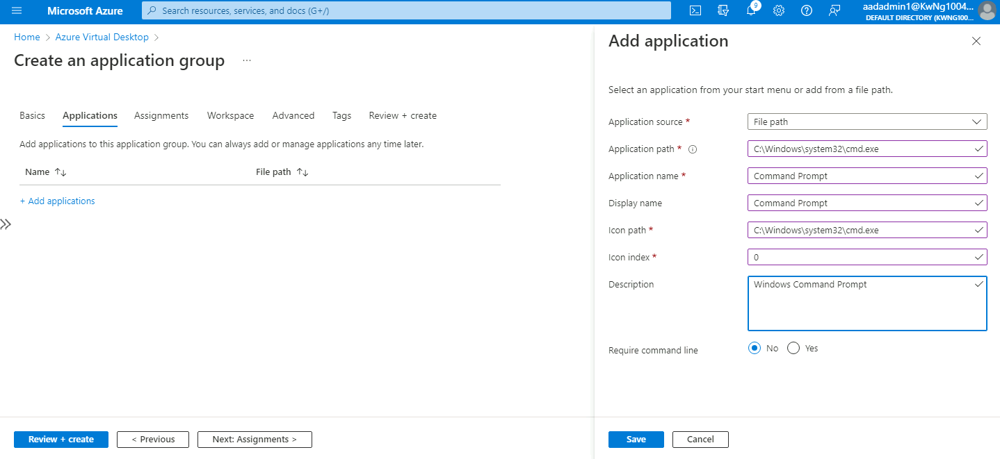 Microsoft Azure
Search resources, services, and docs (G+/)
9
aadadmin1@KwNg1004...
DEFAULT DIRECTORY (KWNG100...
Home > Azure Virtual Desktop >
Create an application group ...
Basics Applications Assignments Workspace Advanced Tags Review + create
Add applications to this application group. You can always add or manage applications any time later.
Name ↑↓ File path ↑↓
+ Add applications
Review + create < Previous Next: Assignments >
Add application
Select an application from your start menu or add from a file path.
Application source * File path
Application path * C:\Windows\system32\cmd.exe
Application name * Command Prompt
Display name Command Prompt
Icon path * C:\Windows\system32\cmd.exe
Icon index * 0
Description Windows Command Prompt
Require command line No Yes
Save Cancel